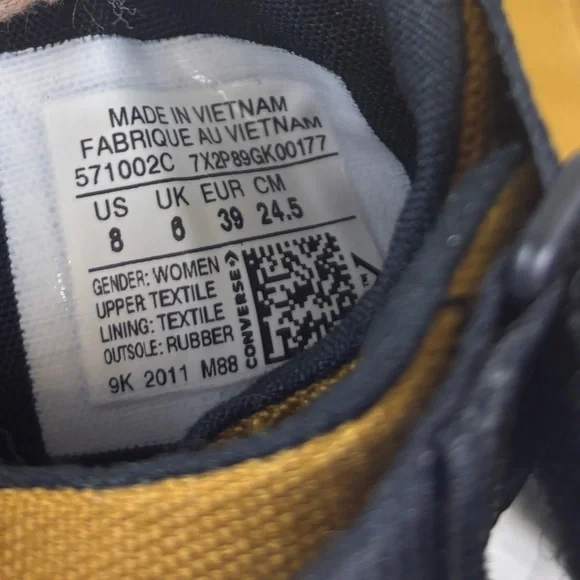 MADE IN VIETNAM
FABRIQUE AU VIETNAM
571002C 7X2P89GK00177
US UK EUR CM
8 6 39 24.5
GENDER: WOMEN
UPPER: TEXTILE
LINING: TEXTILE
OUTSOLE: RUBBER
CONVERSE
9K 2011 M88